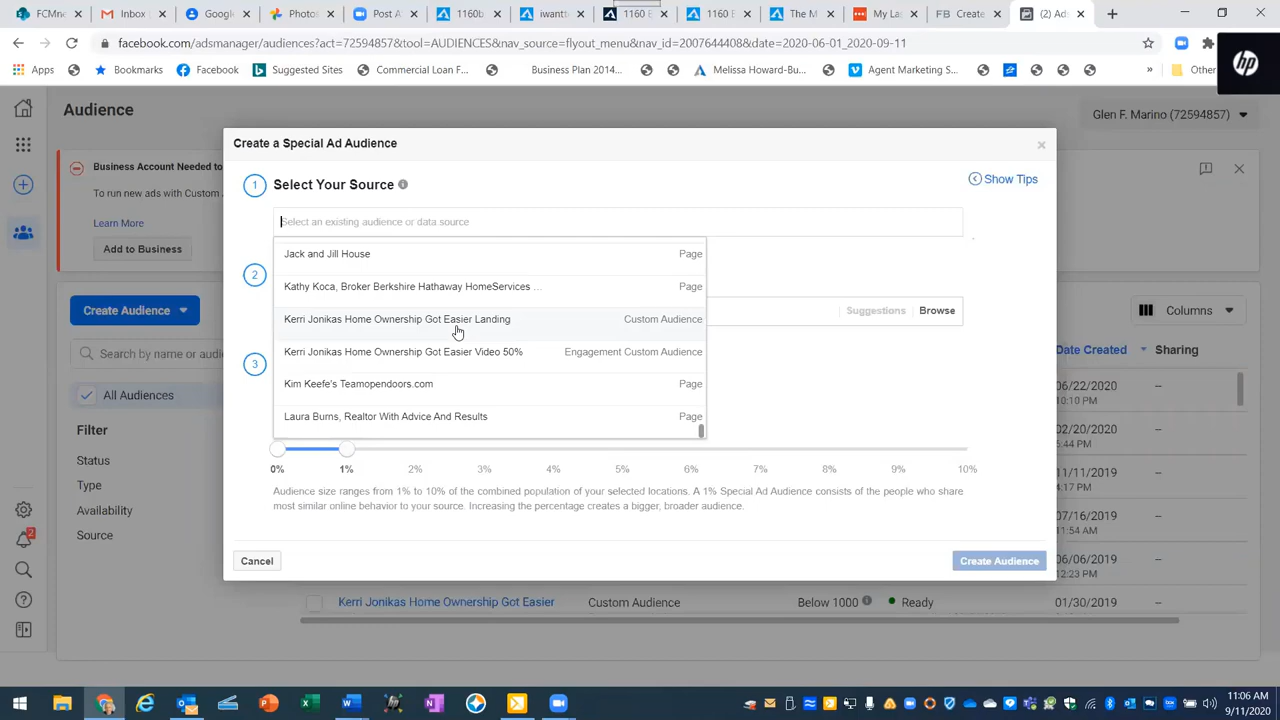 FCMne
Inbox
Google
Photos
Post A
1160b
iwantt
1160 E
1160 E
The M
My La
FB Create
(2) Ads
facebook.com/adsmanager/audiences?act=72594857&tool=AUDIENCES&nav_source=flyout_menu&nav_id=2007644408&date=2020-06-01_2020-09-11
Apps
Bookmarks
Facebook
Suggested Sites
Commercial Loan F...
Business Plan 2014...
Melissa Howard-Bu...
Agent Marketing S...
»
Other
hp
Audience
Glen F. Marino (72594857)
Business Account Needed to
To run new ads with Custom
Learn More
Add to Business
Create a Special Ad Audience
1 Select Your Source
Show Tips
Select an existing audience or data source
Jack and Jill House Page
Kathy Koca, Broker Berkshire Hathaway HomeServices ... Page
Kerri Jonikas Home Ownership Got Easier Landing Custom Audience
Kerri Jonikas Home Ownership Got Easier Video 50% Engagement Custom Audience
Kim Keefe's Teamopendoors.com Page
Laura Burns, Realtor With Advice And Results Page
2
Suggestions Browse
3
0% 1% 2% 3% 4% 5% 6% 7% 8% 9% 10%
Audience size ranges from 1% to 10% of the combined population of your selected locations. A 1% Special Ad Audience consists of the people who share
most similar online behavior to your source. Increasing the percentage creates a bigger, broader audience.
Cancel
Create Audience
Create Audience
Search by name or audi
All Audiences
Filter
Status
Type
Availability
Source
2
Columns
Date Created Sharing
06/22/2020 –
10:10 PM
02/20/2020 –
5:44 PM
11/11/2019 –
4:17 PM
07/16/2019 –
11:54 AM
06/06/2019 –
12:23 PM
Kerri Jonikas Home Ownership Got Easier Custom Audience Below 1000 Ready 01/30/2019 –
11:06 AM
9/11/2020